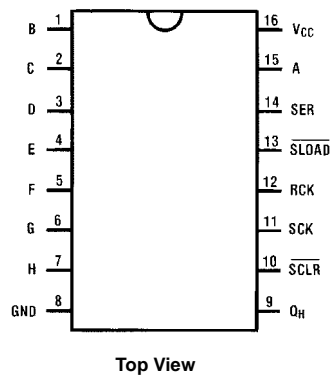 B 1 16 VCC
C 2 15 A
D 3 14 SER
E 4 13 SLOAD
F 5 12 RCK
G 6 11 SCK
H 7 10 SCLR
GND 8 9 QH
Top View